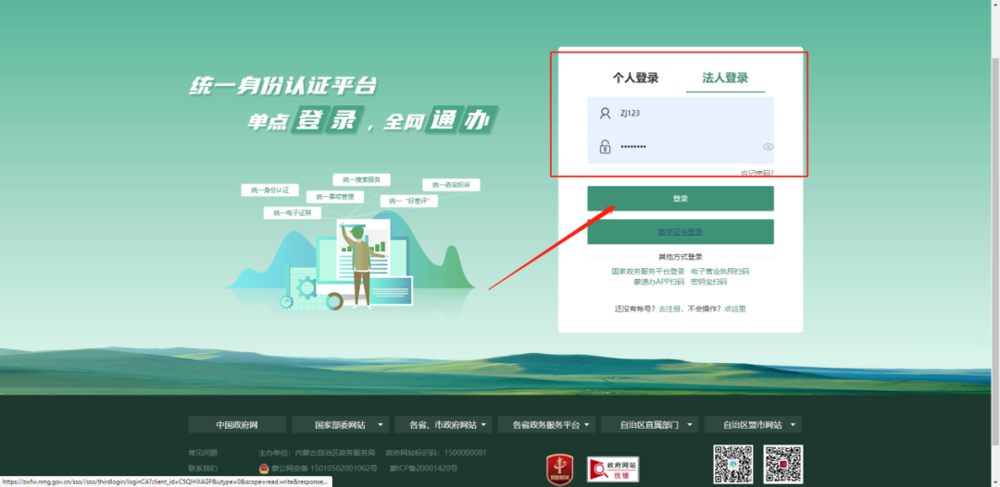 统一身份认证平台
单点登录，全网通办
统一身份认证
统一搜索服务
统一咨询投诉
统一事项管理
统一“好差评”
统一电子证照
个人登录 法人登录
ZJ123
••••••••
忘记密码?
登录
数字证书登录
其他方式登录
国家政务服务平台登录 电子营业执照扫码
蒙速办APP扫码 密明宝扫码
还没有帐号？去注册，不会操作？点这里
中国政府网 国家部委网站 各省、市政府网站 各省政务服务平台 自治区直属部门 自治区盟市网站
常见问题 主办单位：内蒙古自治区政务服务局 政府网站标识码：1500000081
联系我们 蒙公网安备 15010502001062号 蒙ICP备20001420号
政府网站
找错
https://zwfw.nmg.gov.cn/sso//sso/thirdlogin/loginCA?client_id=C5QJHXAGP&utype=0&scope=read,write&response...